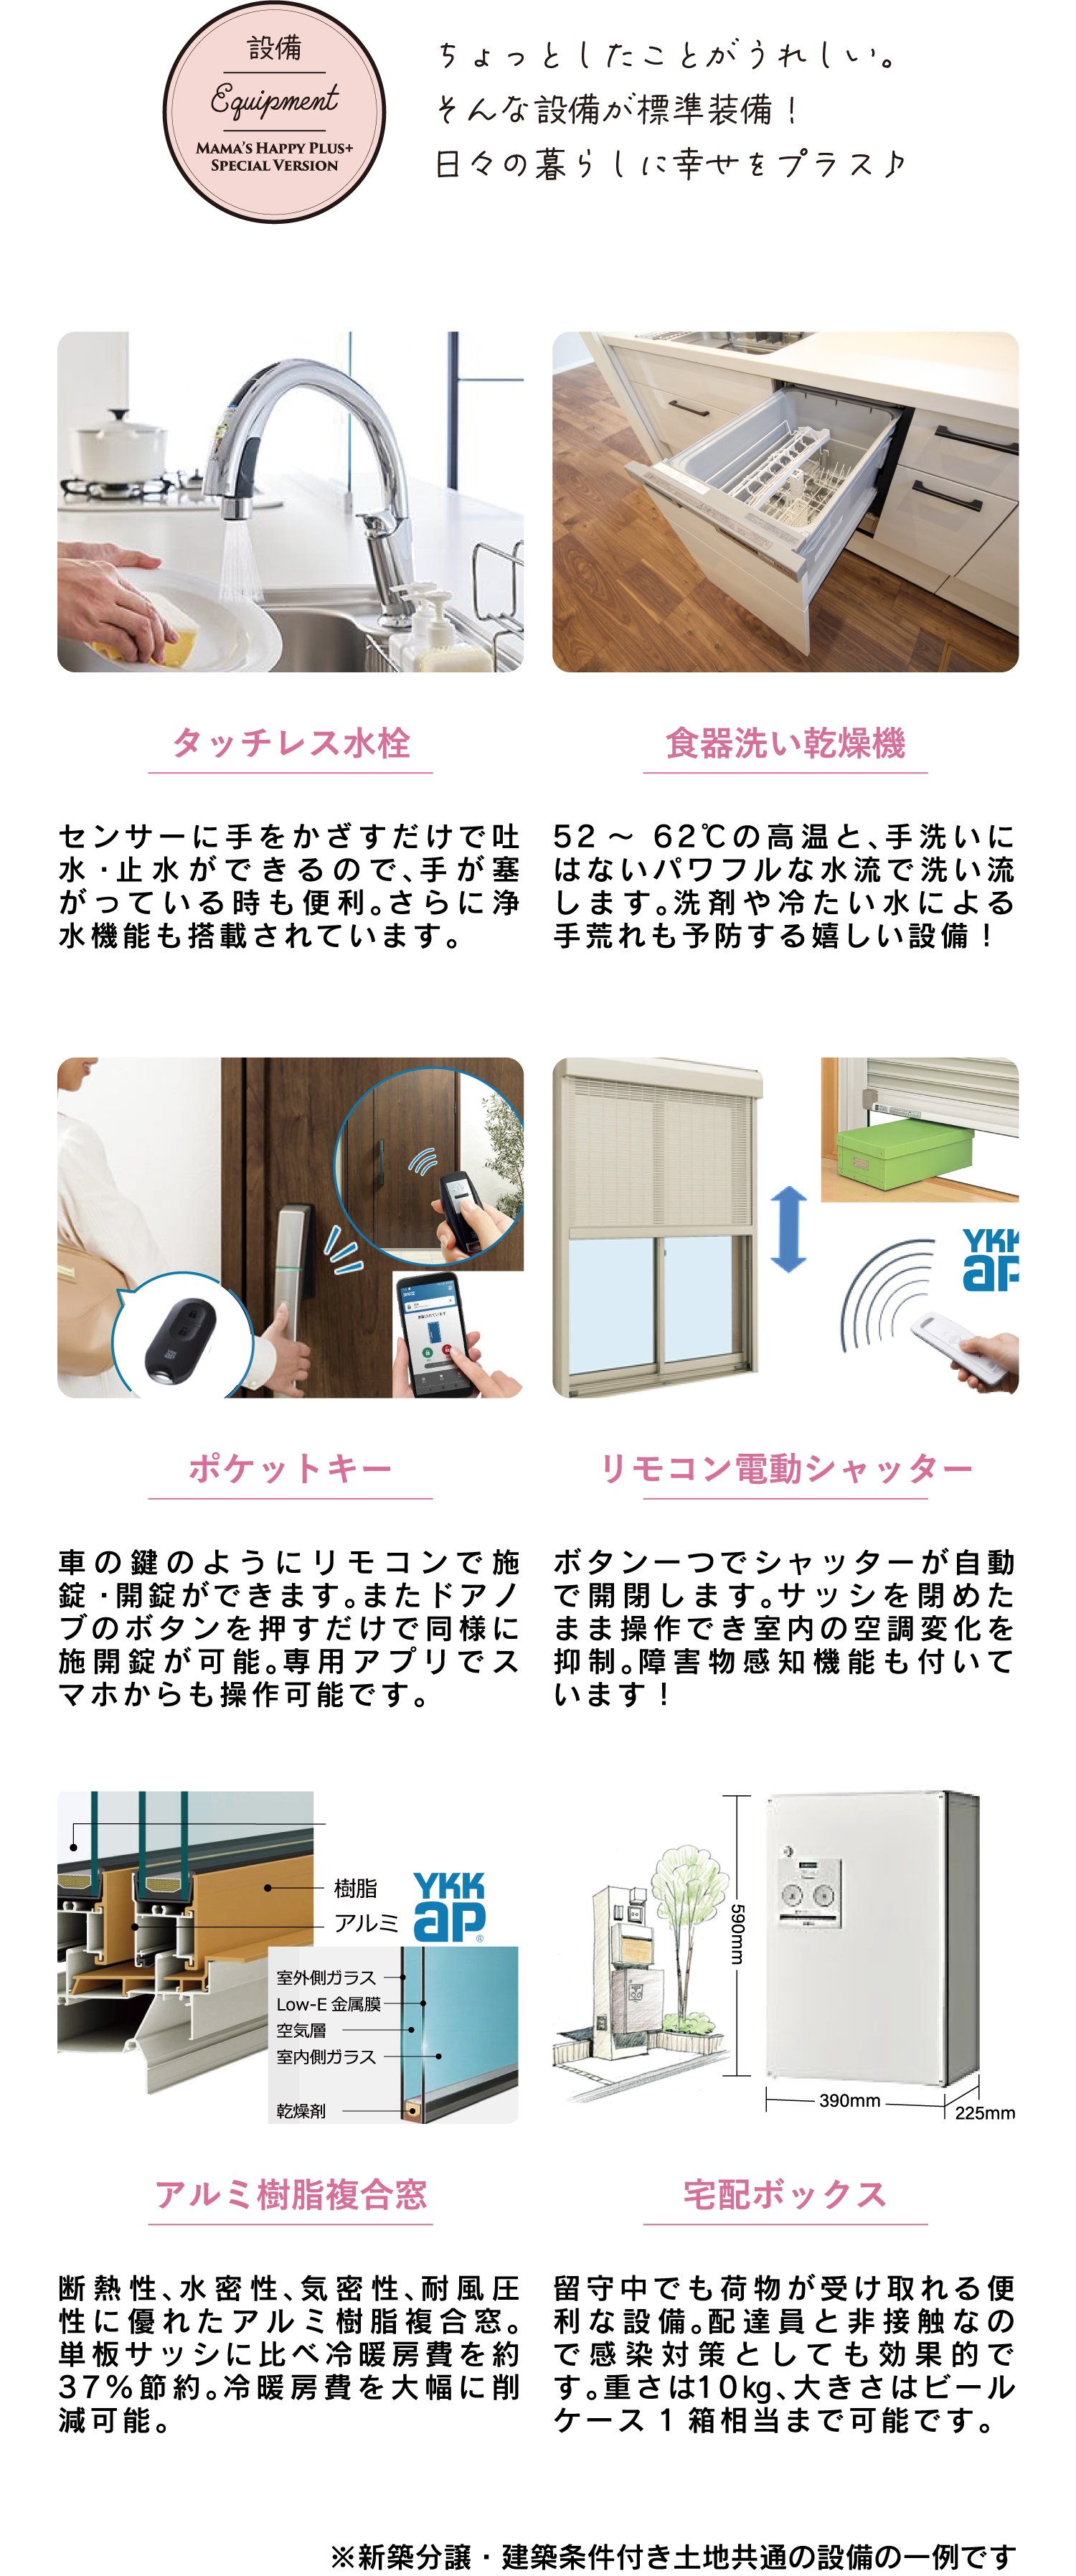 設備
Equipment
MAMA'S HAPPY PLUS+
SPECIAL VERSION
ちょっとしたことがうれしい。
そんな設備が標準装備！
日々の暮らしに幸せをプラス♪
タッチレス水栓
センサーに手をかざすだけで吐
水・止水ができるので、手が塞
がっている時も便利。さらに浄
水機能も搭載されています。
食器洗い乾燥機
52～62℃の高温と、手洗いに
はないパワフルな水流で洗い流
します。洗剤や冷たい水による
手荒れも予防する嬉しい設備！
YKK
ap
ポケットキー
車の鍵のようにリモコンで施
錠・開錠ができます。またドアノ
ブのボタンを押すだけで同様に
施開錠が可能。専用アプリでス
マホからも操作可能です。
リモコン電動シャッター
ボタン一つでシャッターが自動
で開閉します。サッシを閉めた
まま操作でき室内の空調変化を
抑制。障害物感知機能も付いて
います！
樹脂
アルミ
YKK
ap®
室外側ガラス
Low-E 金属膜
空気層
室内側ガラス
乾燥剤
590mm
390mm
225mm
アルミ樹脂複合窓
断熱性、水密性、気密性、耐風圧
性に優れたアルミ樹脂複合窓。
単板サッシに比べ冷暖房費を約
37％節約。冷暖房費を大幅に削
減可能。
宅配ボックス
留守中でも荷物が受け取れる便
利な設備。配達員と非接触なの
で感染対策としても効果的で
す。重さは10kg、大きさはビール
ケース1箱相当まで可能です。
※新築分譲・建築条件付き土地共通の設備の一例です